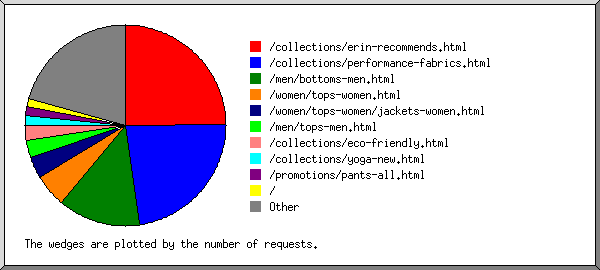 /collections/erin-recommends.html
/collections/performance-fabrics.html
/men/bottoms-men.html
/women/tops-women.html
/women/tops-women/jackets-women.html
/men/tops-men.html
/collections/eco-friendly.html
/collections/yoga-new.html
/promotions/pants-all.html
/
Other
The wedges are plotted by the number of requests.